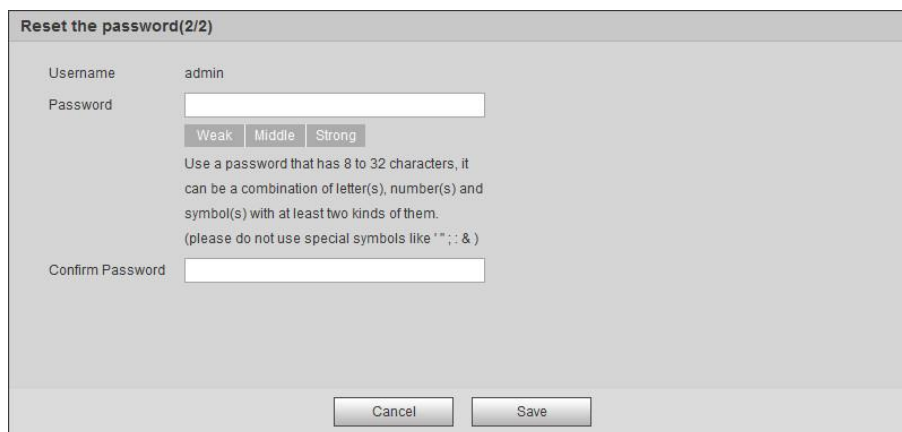 Reset the password(2/2)
Username admin
Password
Weak Middle Strong
Use a password that has 8 to 32 characters, it
can be a combination of letter(s), number(s) and
symbol(s) with at least two kinds of them.
(please do not use special symbols like ' " ; : & )
Confirm Password
Cancel Save